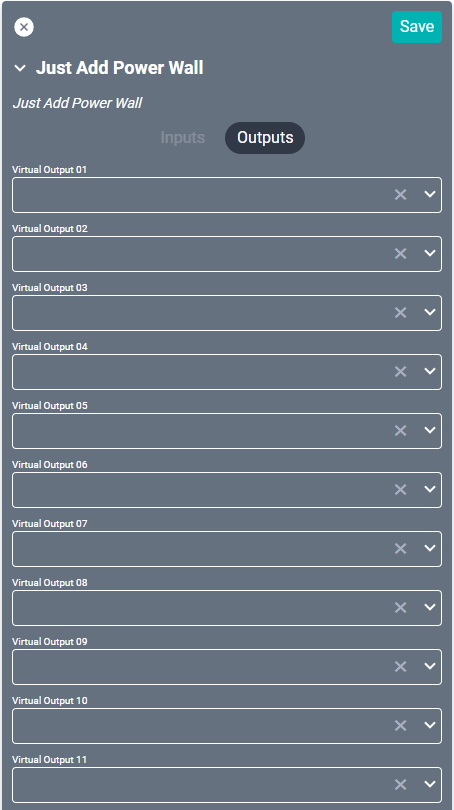 Save
Just Add Power Wall
Just Add Power Wall
Inputs Outputs
Virtual Output 01
Virtual Output 02
Virtual Output 03
Virtual Output 04
Virtual Output 05
Virtual Output 06
Virtual Output 07
Virtual Output 08
Virtual Output 09
Virtual Output 10
Virtual Output 11